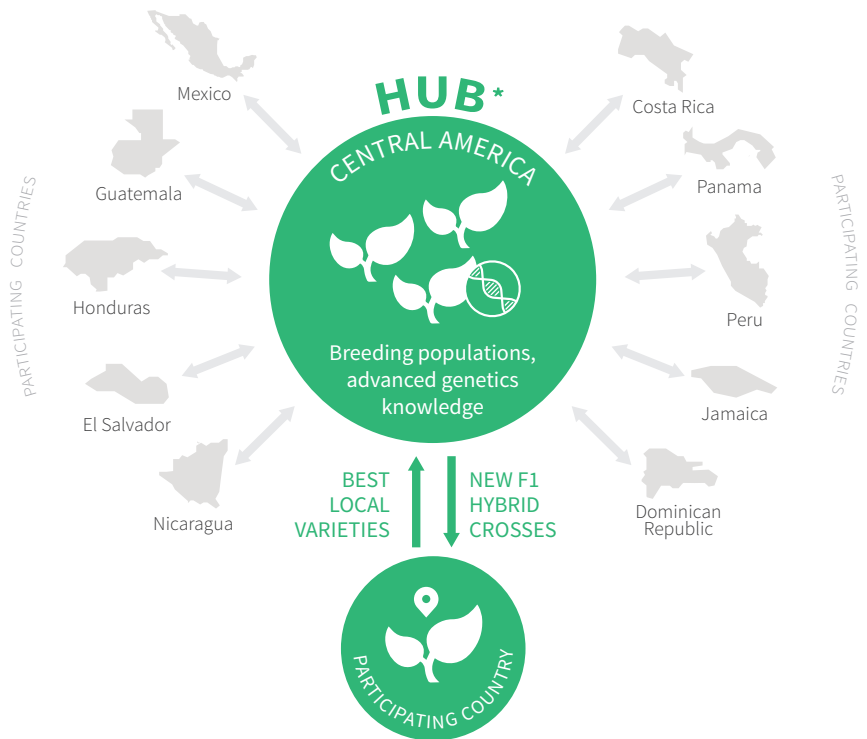 HUB*
CENTRAL AMERICA
Mexico
Guatemala
Honduras
El Salvador
Nicaragua
PARTICIPATING COUNTRIES
Costa Rica
Panama
Peru
Jamaica
Dominican
Republic
PARTICIPATING COUNTRIES
Breeding populations,
advanced genetics
knowledge
BEST
LOCAL
VARIETIES
NEW F1
HYBRID
CROSSES
PARTICIPATING COUNTRY